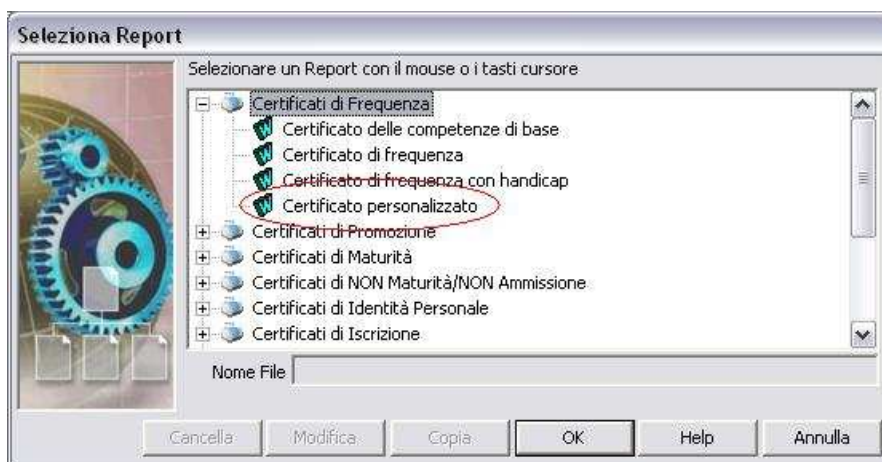 Seleziona Report
Selezionare un Report con il mouse o i tasti cursore
Certificati di Frequenza
Certificato delle competenze di base
Certificato di frequenza
Certificato di frequenza con handicap
Certificato personalizzato
Certificati di Promozione
Certificati di Maturità
Certificati di NON Maturità/NON Ammissione
Certificati di Identità Personale
Certificati di Iscrizione
Nome File
Cancella Modifica Copia OK Help Annulla